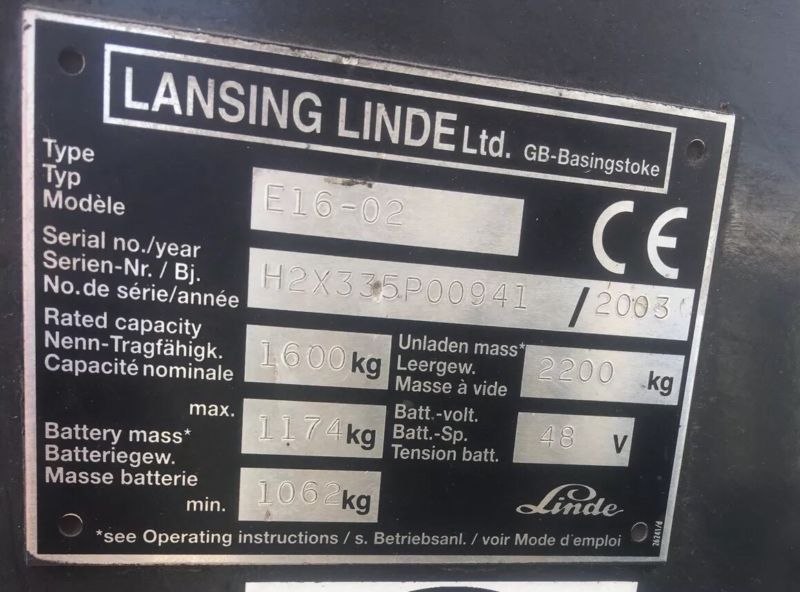 LANSING LINDE Ltd. GB-Basingstoke
Type
Typ
Modèle
E16-02
CE
Serial no./year
Serien-Nr. / Bj.
No.de série/année
H2X335P00941 / 2003
Rated capacity
Nenn-Tragfähigk.
Capacité nominale
1600 kg
Unladen mass*
Leergew.
Masse à vide
2200 kg
max.
1174 kg
Battery mass*
Batteriegew.
Masse batterie
min.
1062 kg
Batt.-volt.
Batt.-Sp.
Tension batt.
48 V
Linde
*see Operating instructions / s. Betriebsanl. / voir Mode d'emploi